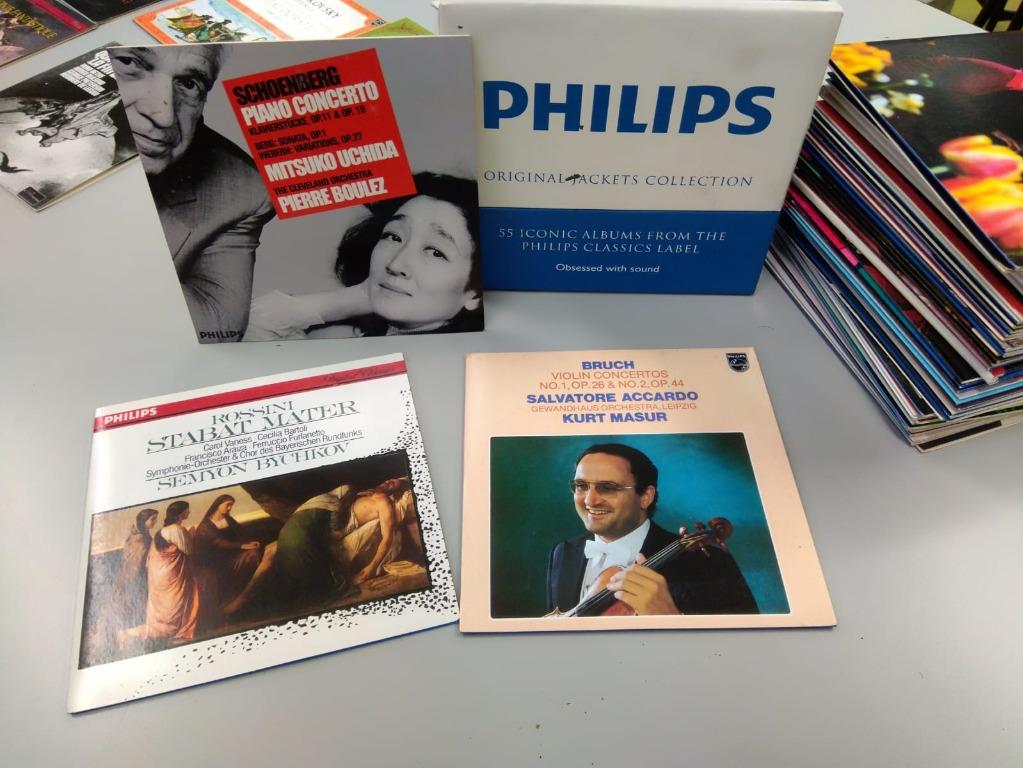 SCHOENBERG
PIANO CONCERTO
KLAVIERSTÜCKE, OP.11 & OP. 19
BERG: SONATA, OP.1
WEBERN: VARIATIONS, OP.27
MITSUKO UCHIDA
THE CLEVELAND ORCHESTRA
PIERRE BOULEZ
PHILIPS
PHILIPS
ORIGINAL JACKETS COLLECTION
55 ICONIC ALBUMS FROM THE
PHILIPS CLASSICS LABEL
Obsessed with sound
PHILIPS
Digital Classics
ROSSINI
STABAT MATER
Carol Vaness · Cecilia Bartoli
Francisco Araiza · Ferruccio Furlanetto
Symphonie-Orchester & Chor des Bayerischen Rundfunks
SEMYON BYCHKOV
BRUCH
VIOLIN CONCERTOS
NO.1, OP.26 & NO.2, OP.44
SALVATORE ACCARDO
GEWANDHAUS ORCHESTRA, LEIPZIG
KURT MASUR
PHILIPS